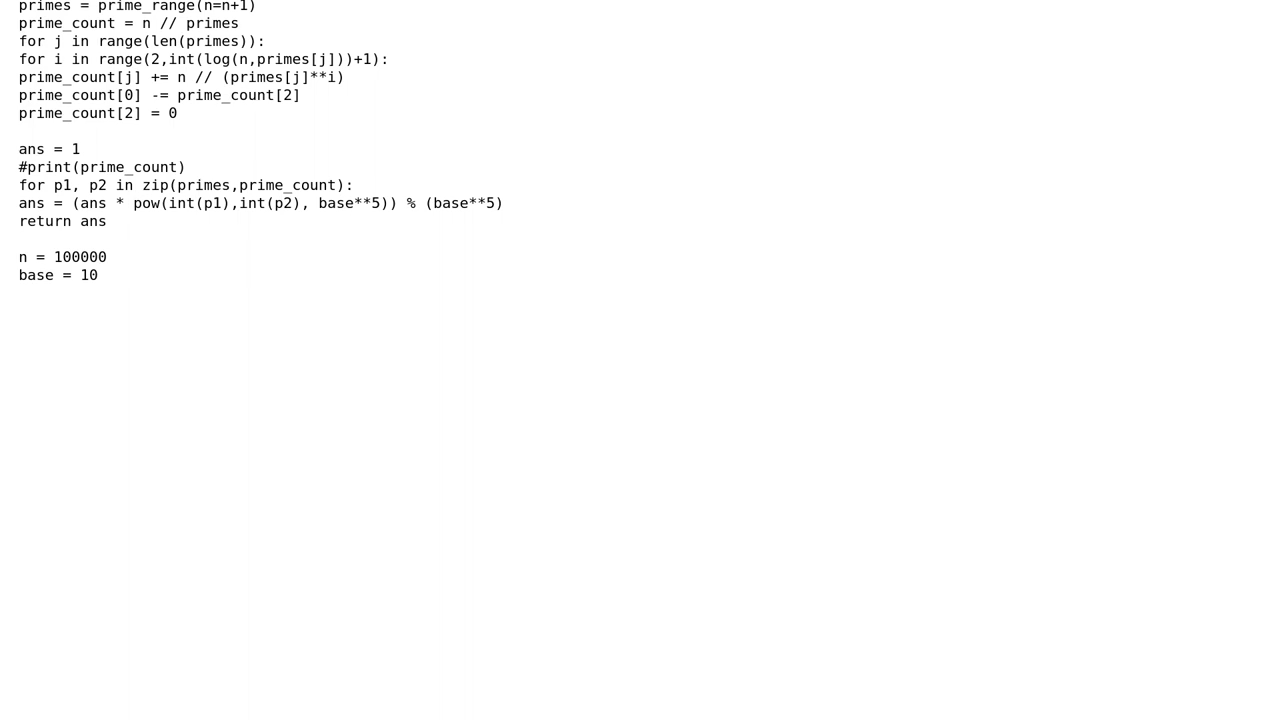 primes = prime_range(n=n+1)
prime_count = n // primes
for j in range(len(primes)):
for i in range(2,int(log(n,primes[j]))+1):
prime_count[j] += n // (primes[j]**i)
prime_count[0] -= prime_count[2]
prime_count[2] = 0

ans = 1
#print(prime_count)
for p1, p2 in zip(primes,prime_count):
ans = (ans * pow(int(p1),int(p2), base**5)) % (base**5)
return ans

n = 100000
base = 10